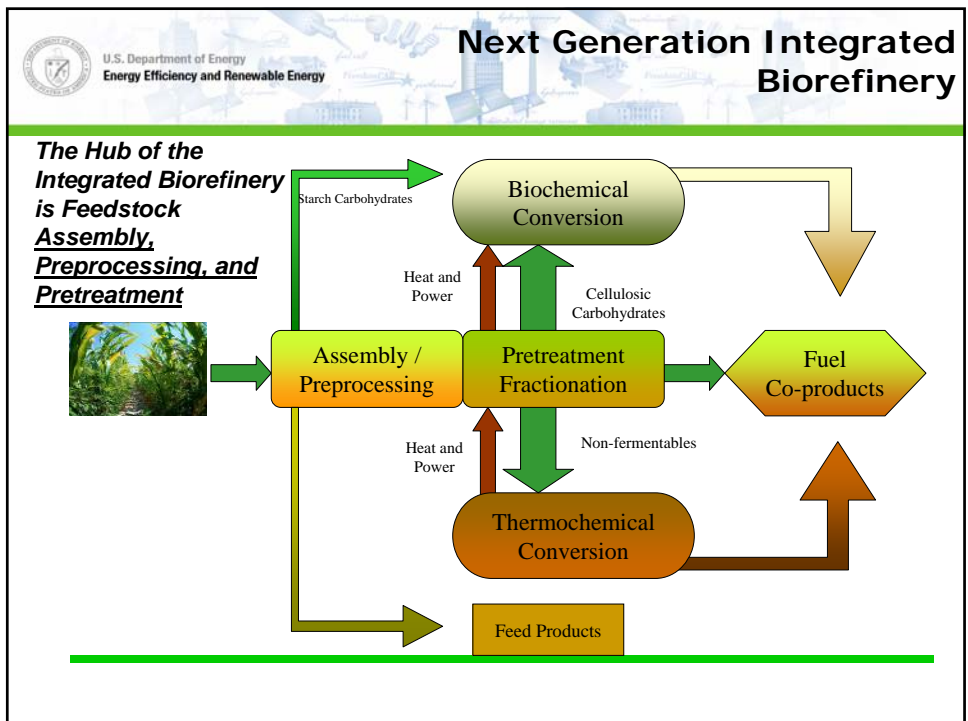 U.S. Department of Energy
Energy Efficiency and Renewable Energy
Next Generation Integrated
Biorefinery
The Hub of the
Integrated Biorefinery
is Feedstock
Assembly,
Preprocessing, and
Pretreatment
Starch Carbohydrates
Biochemical
Conversion
Heat and
Power
Cellulosic
Carbohydrates
Assembly /
Preprocessing
Pretreatment
Fractionation
Fuel
Co-products
Heat and
Power
Non-fermentables
Thermochemical
Conversion
Feed Products